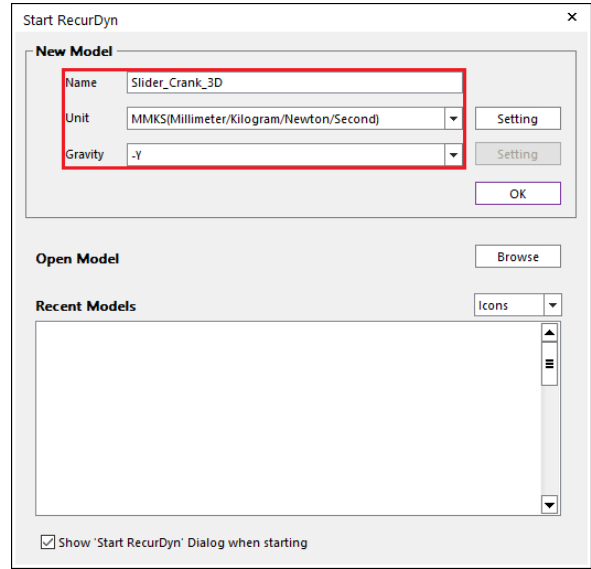 Start RecurDyn
New Model
Name Slider_Crank_3D
Unit MMKS(Millimeter/Kilogram/Newton/Second) Setting
Gravity -Y Setting
OK
Open Model Browse
Recent Models Icons
Show 'Start RecurDyn' Dialog when starting